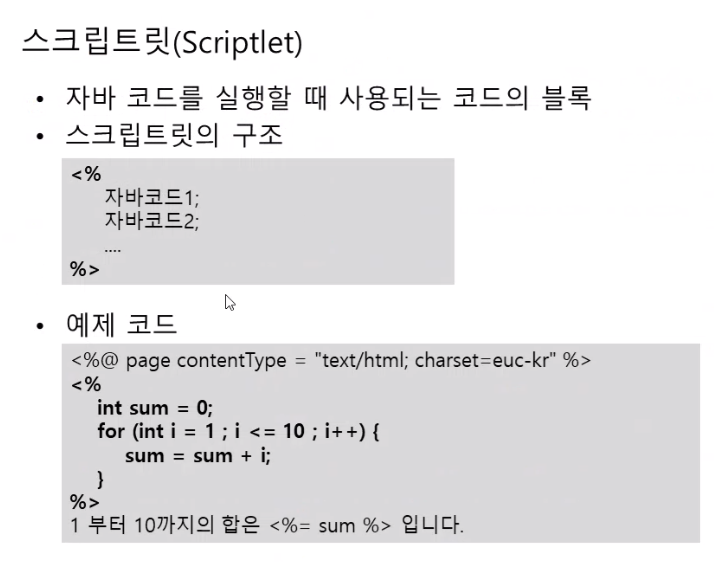 스크립트릿(Scriptlet)
• 자바 코드를 실행할 때 사용되는 코드의 블록
• 스크립트릿의 구조
<%
자바코드1;
자바코드2;
....
%>
• 예제 코드
<%@ page contentType = "text/html; charset=euc-kr" %>
<%
int sum = 0;
for (int i = 1 ; i <= 10 ; i++) {
sum = sum + i;
}
%>
1 부터 10까지의 합은 <%= sum %> 입니다.